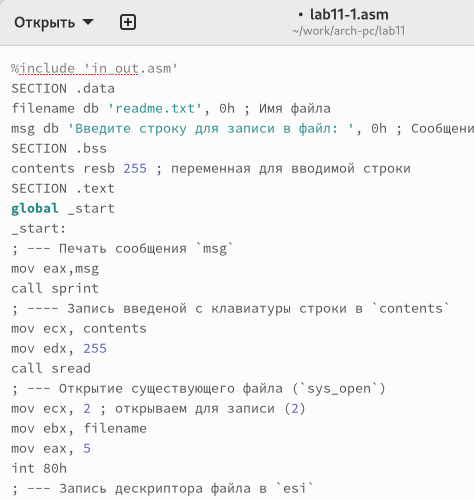 Открыть
• lab11-1.asm
~/work/arch-pc/lab11
%include 'in_out.asm'
SECTION .data
filename db 'readme.txt', 0h ; Имя файла
msg db 'Введите строку для записи в файл: ', 0h ; Сообщени
SECTION .bss
contents resb 255 ; переменная для вводимой строки
SECTION .text
global _start
_start:
; --- Печать сообщения `msg`
mov eax,msg
call sprint
; ---- Запись введеной с клавиатуры строки в `contents`
mov ecx, contents
mov edx, 255
call sread
; --- Открытие существующего файла (`sys_open`)
mov ecx, 2 ; открываем для записи (2)
mov ebx, filename
mov eax, 5
int 80h
; --- Запись дескриптора файла в `esi`